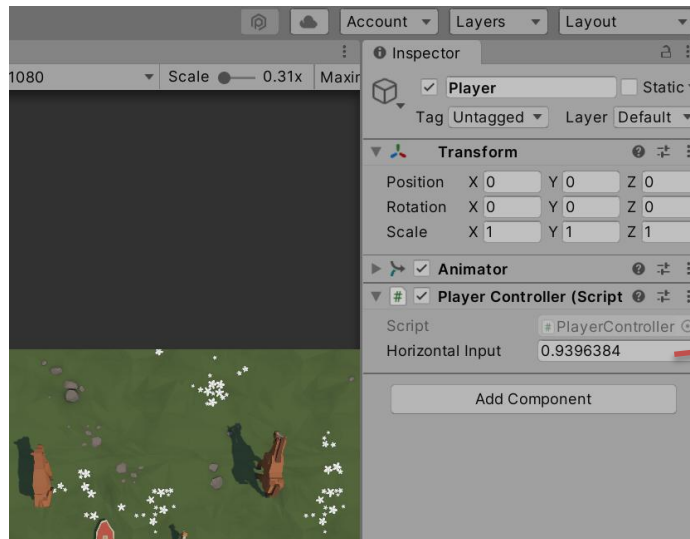 Account Layers Layout
Inspector
1080 Scale 0.31x Maxin
Player Static
Tag Untagged Layer Default
Transform
Position X 0 Y 0 Z 0
Rotation X 0 Y 0 Z 0
Scale X 1 Y 1 Z 1
Animator
# Player Controller (Script
Script # PlayerController
Horizontal Input 0.9396384
Add Component